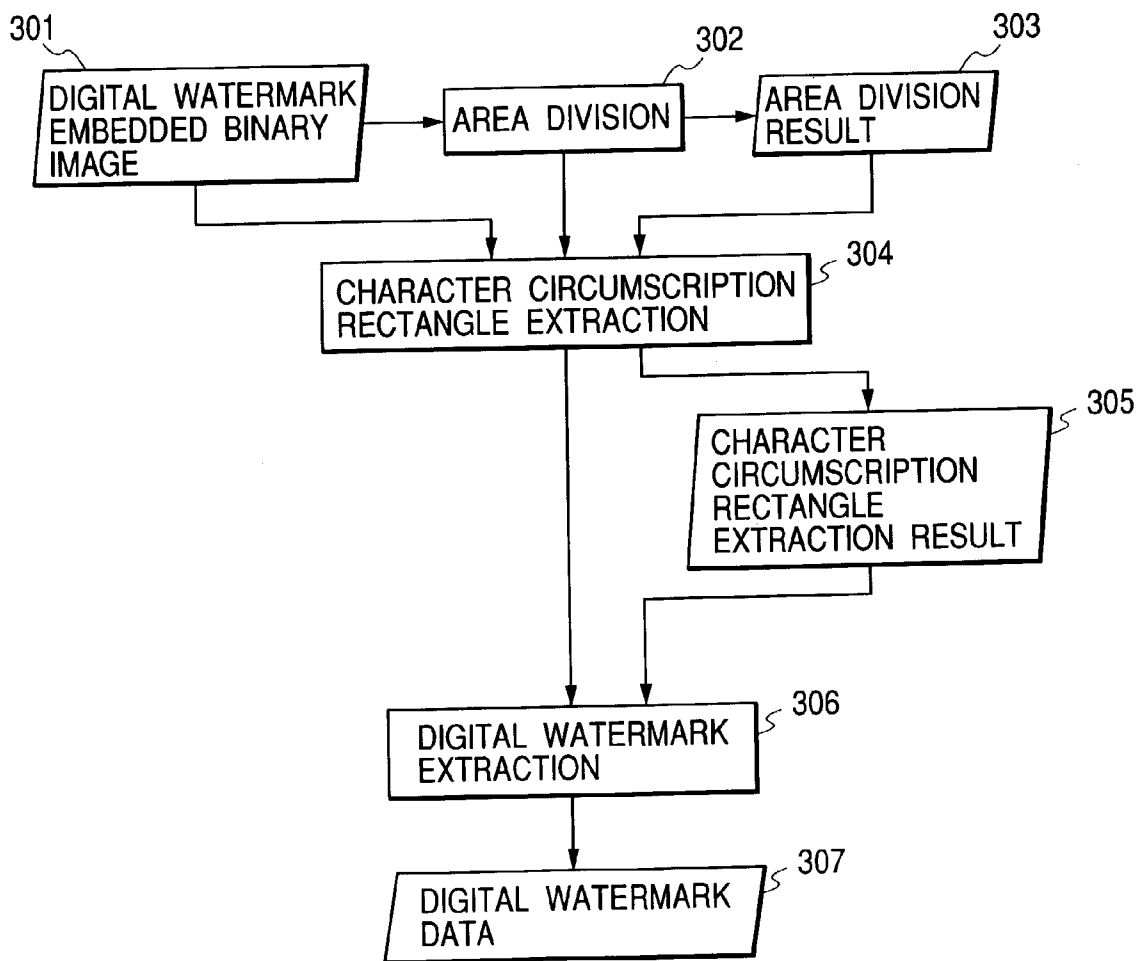 301
DIGITAL WATERMARK
EMBEDDED BINARY
IMAGE
302
AREA DIVISION
303
AREA DIVISION
RESULT
304
CHARACTER CIRCUMSCRIPTION
RECTANGLE EXTRACTION
305
CHARACTER
CIRCUMSCRIPTION
RECTANGLE
EXTRACTION RESULT
306
DIGITAL WATERMARK
EXTRACTION
307
DIGITAL WATERMARK
DATA